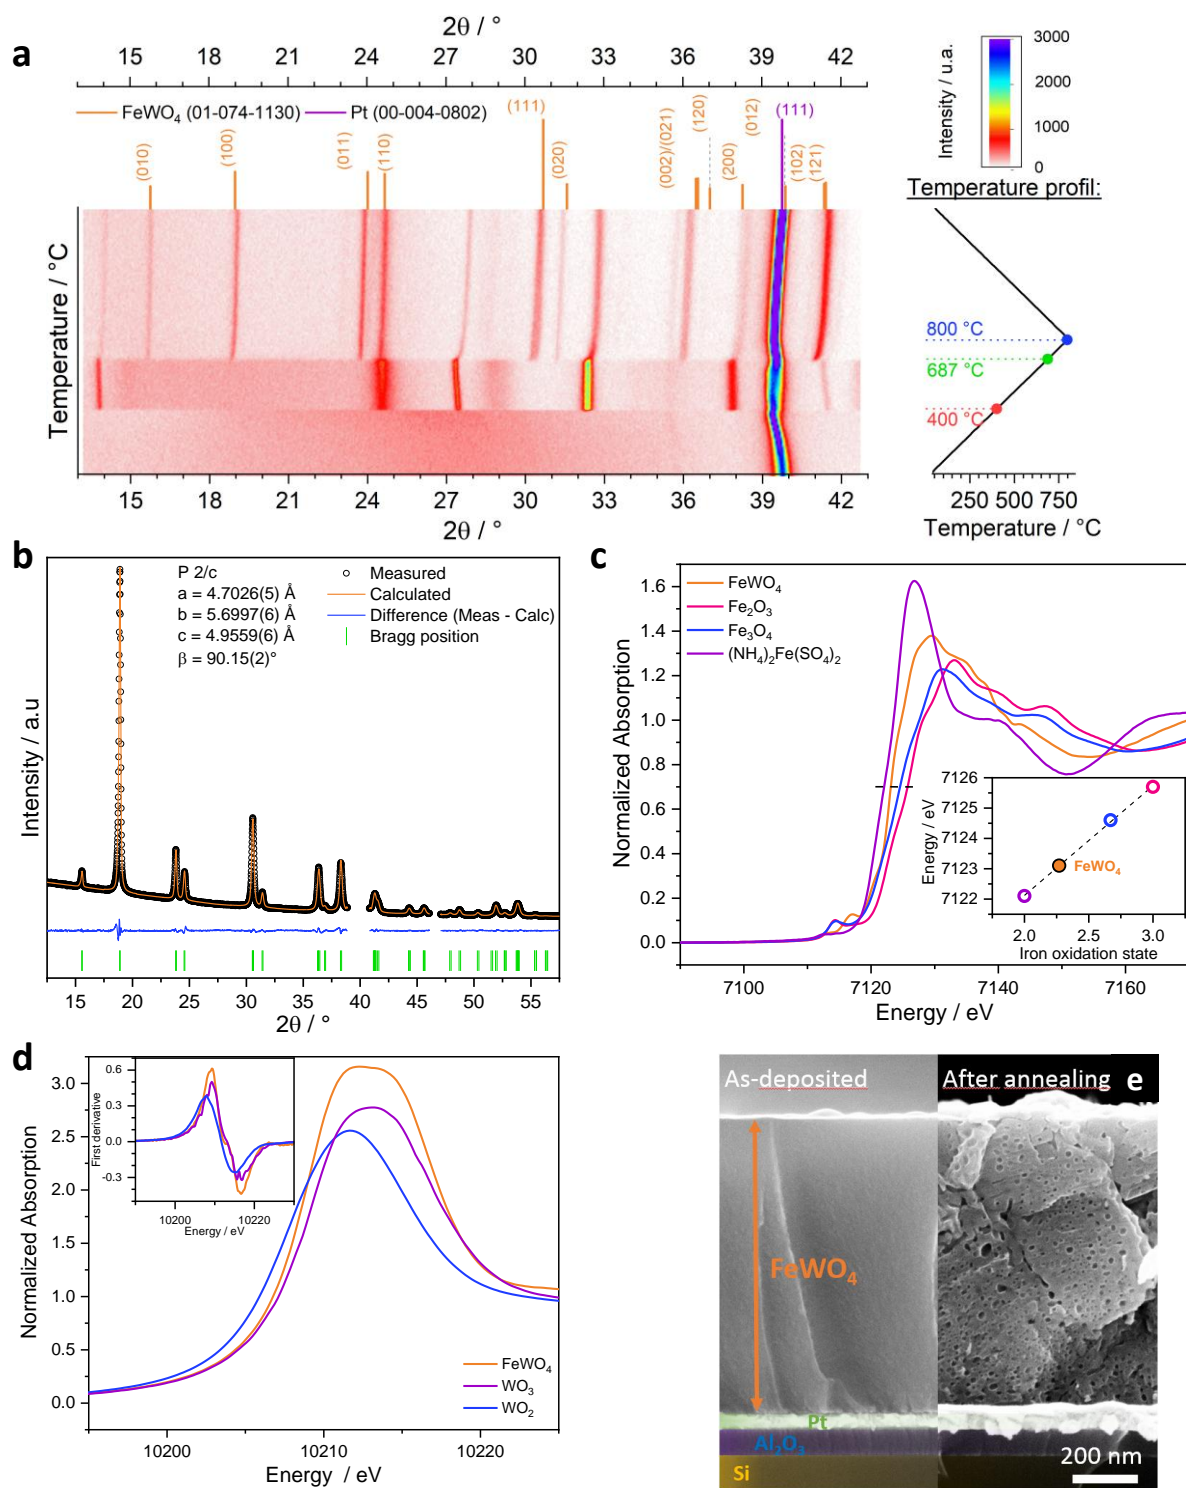 a
2θ / °
15 18 21 24 27 30 33 36 39 42
FeWO₄ (01-074-1130) Pt (00-004-0802)
(010)
(100)
(011)
(110)
(111)
(020)
(002)/(021)
(120)
(200)
(012)
(111)
(102)
(121)
Temperature / °C
15 18 21 24 27 30 33 36 39 42
2θ / °
Intensity / u.a.
3000
2000
1000
0
Temperature profil:
800 °C
687 °C
400 °C
250 500 750
Temperature / °C
b
P 2/c
a = 4.7026(5) Å
b = 5.6997(6) Å
c = 4.9559(6) Å
β = 90.15(2)°
Measured
Calculated
Difference (Meas - Calc)
Bragg position
Intensity / a.u
15 20 25 30 35 40 45 50 55
2θ / °
c
FeWO₄
Fe₂O₃
Fe₃O₄
(NH₄)₂Fe(SO₄)₂
Normalized Absorption
1.6
1.4
1.2
1.0
0.8
0.6
0.4
0.2
0.0
7100 7120 7140 7160
Energy / eV
Energy / eV
7126
7125
7124
7123
7122
FeWO₄
2.0 2.5 3.0
Iron oxidation state
d
Normalized Absorption
3.0
2.5
2.0
1.5
1.0
0.5
0.0
First derivative
0.6
0.3
0.0
-0.3
10200 10220
Energy / eV
FeWO₄
WO₃
WO₂
10200 10210 10220
Energy / eV
As-deposited
After annealing
e
FeWO₄
Pt
Al₂O₃
Si
200 nm